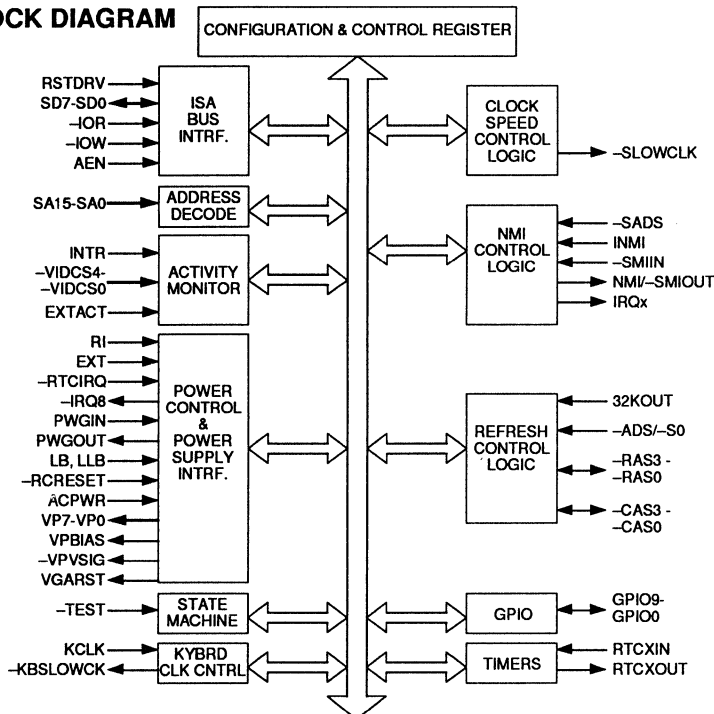 OCK DIAGRAM
CONFIGURATION & CONTROL REGISTER
RSTDRV
SD7-SD0
–IOR
–IOW
AEN
ISA
BUS
INTRF.
CLOCK
SPEED
CONTROL
LOGIC
–SLOWCLK
SA15-SA0
ADDRESS
DECODE
INTR
–VIDCS4-
–VIDCS0
EXTACT
ACTIVITY
MONITOR
NMI
CONTROL
LOGIC
–SADS
INMI
–SMIIN
NMI/–SMIOUT
IRQx
RI
EXT
–RTCIRQ
–IRQ8
PWGIN
PWGOUT
LB, LLB
–RCRESET
ACPWR
VP7-VP0
VPBIAS
–VPVSIG
VGARST
POWER
CONTROL
&
POWER
SUPPLY
INTRF.
REFRESH
CONTROL
LOGIC
32KOUT
–ADS/–S0
–RAS3 -
–RAS0
–CAS3 -
–CAS0
–TEST
STATE
MACHINE
GPIO
GPIO9-
GPIO0
KCLK
–KBSLOWCK
KYBRD
CLK CNTRL
TIMERS
RTCXIN
RTCXOUT